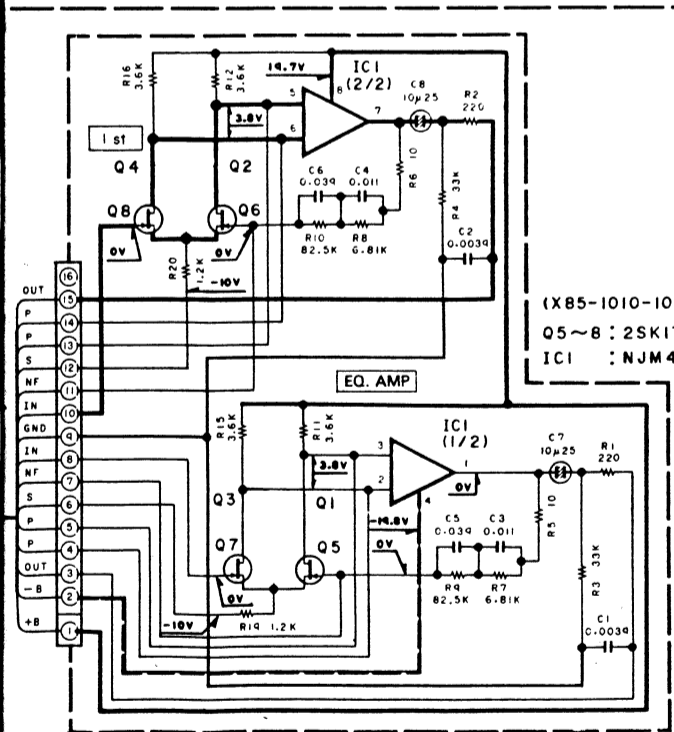 R16
3.6K
R12
3.6K
14.7V
IC1
(2/2)
8
5
6
7
3.8V
C8
10μ25
R2
220
1 st
Q4
Q2
Q8
Q6
0V
0V
R20
1.2K
-10V
C6
0.039
C4
0.011
R10
82.5K
R8
6.81K
R6 10
R4 33K
C2
0.0039
OUT
P
P
S
NF
IN
GND
IN
NF
S
P
P
OUT
-B
+B
16
15
14
13
12
11
10
9
8
7
6
5
4
3
2
1
(X85-1010-10
Q5~8 : 2SK1
IC1 : NJM4
EQ. AMP
R15
3.6K
R11
3.6K
IC1
(1/2)
3
2
1
4
3.8V
0V
-14.8V
C7
10μ25
R1
220
Q3
Q1
Q7
Q5
0V
0V
-10V
R19 1.2K
C5
0.039
C3
0.011
R9
82.5K
R7
6.81K
R5 10
R3 33K
C1
0.0039